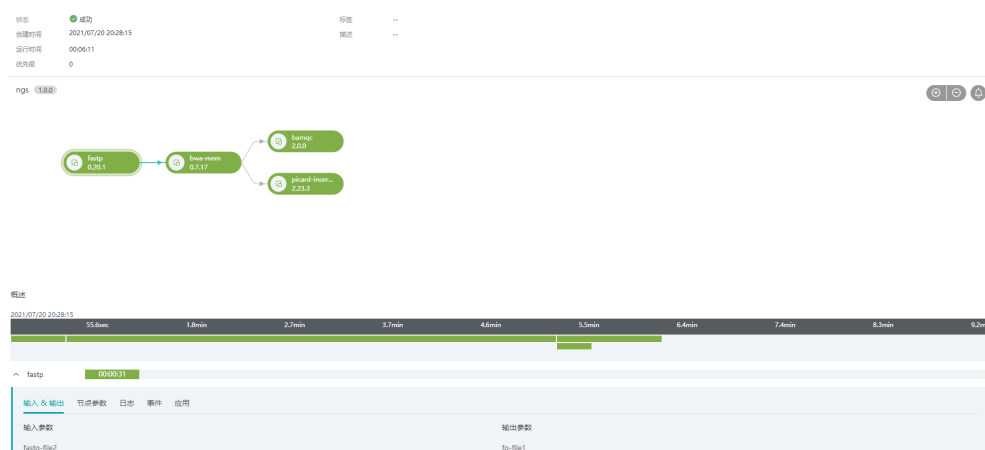 状态 成功 标签 --
创建时间 2021/07/20 20:28:15 描述 --
运行时间 00:06:11
优先级 0
ngs 1.0.0
fastp
0.20.1
bwa-mem
0.7.17
bamqc
2.0.0
picard-inser...
2.23.3
概述
2021/07/20 20:28:15
55.6sec 1.8min 2.7min 3.7min 4.6min 5.5min 6.4min 7.4min 8.3min 9.2m
fastp 00:00:31
输入 & 输出 节点参数 日志 事件 应用
输入参数 输出参数
fastq-file2 fq-file1